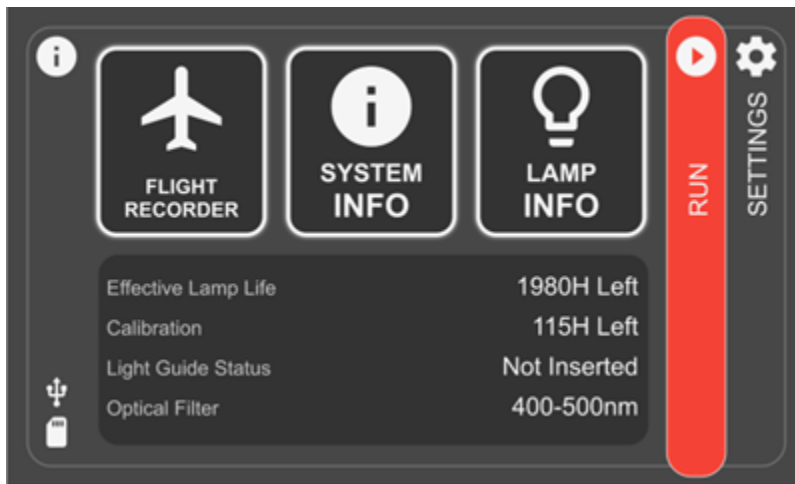 FLIGHT
RECORDER
SYSTEM
INFO
LAMP
INFO
Effective Lamp Life 1980H Left
Calibration 115H Left
Light Guide Status Not Inserted
Optical Filter 400-500nm
RUN
SETTINGS